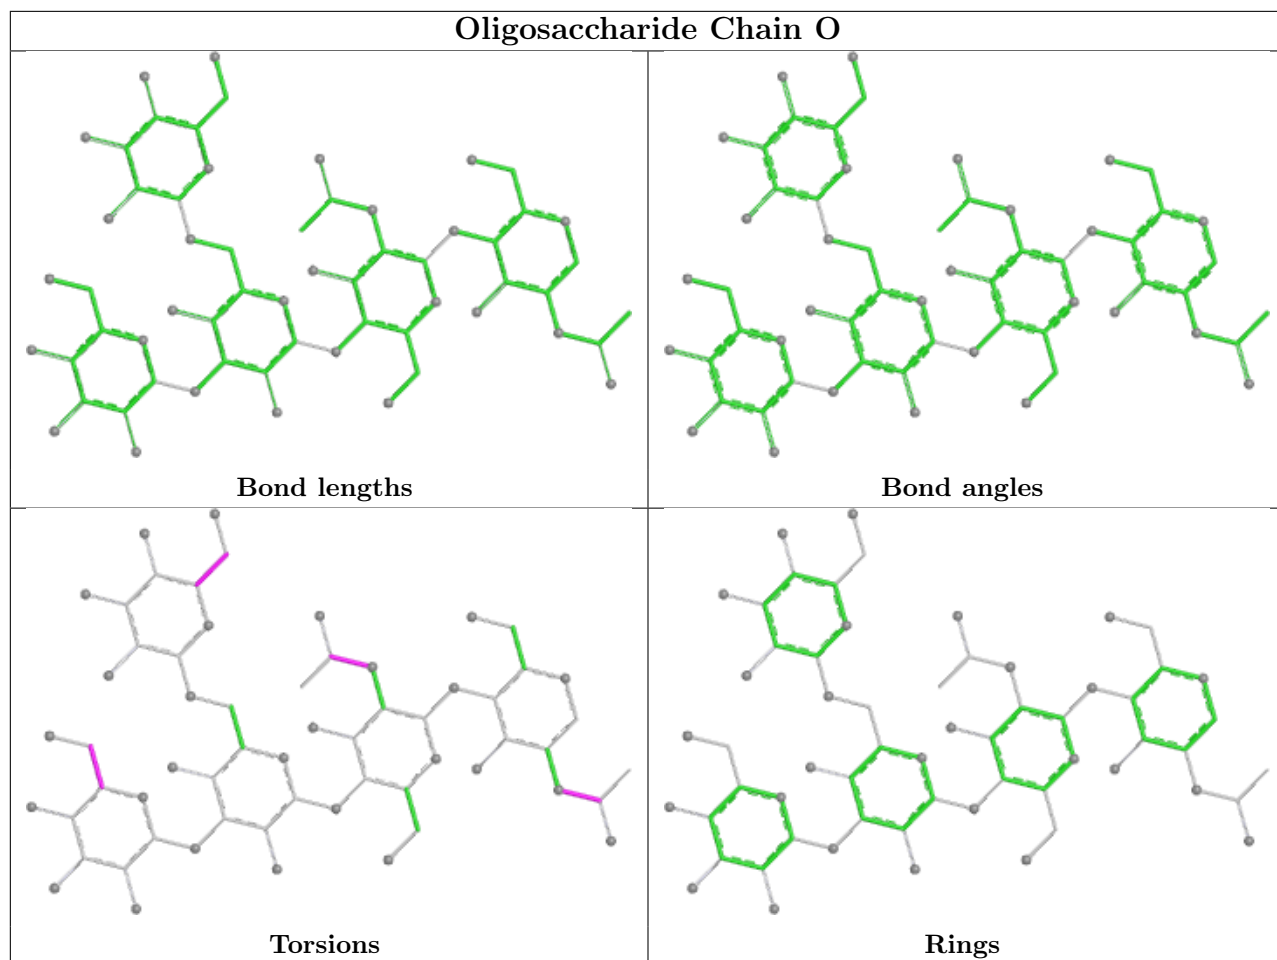 Oligosaccharide Chain O
Bond lengths
Bond angles
Torsions
Rings